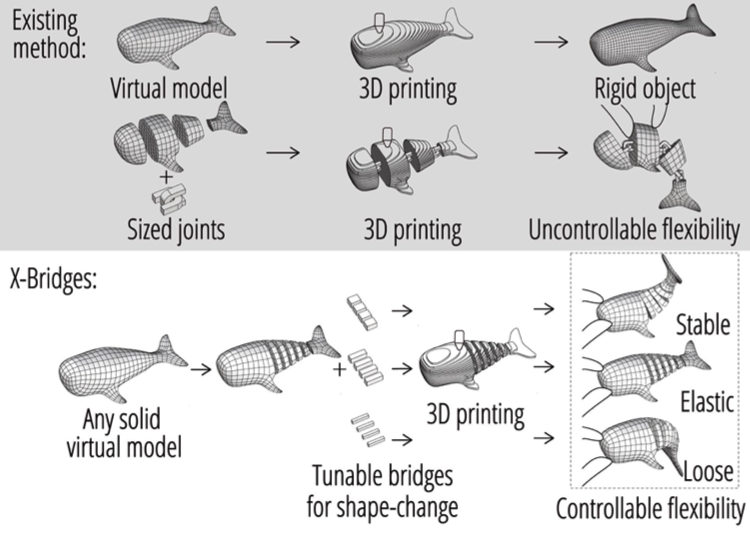 Existing
method:
Virtual model
3D printing
Rigid object
+
Sized joints
3D printing
Uncontrollable flexibility
X-Bridges:
Stable
+
Elastic
3D printing
Any solid
virtual model
Loose
Tunable bridges
for shape-change
Controllable flexibility